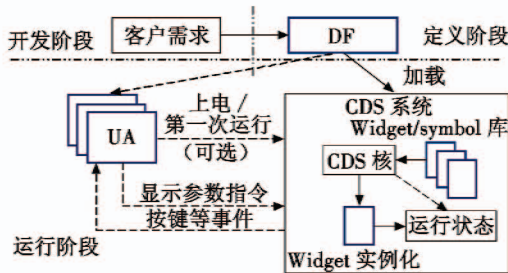 开发阶段
客户需求
DF
定义阶段
加载
上电/
第一次运行
（可选）
UA
CDS 系统
Widget/symbol 库
CDS 核
显示参数指令
按键等事件
运行状态
运行阶段
Widget 实例化